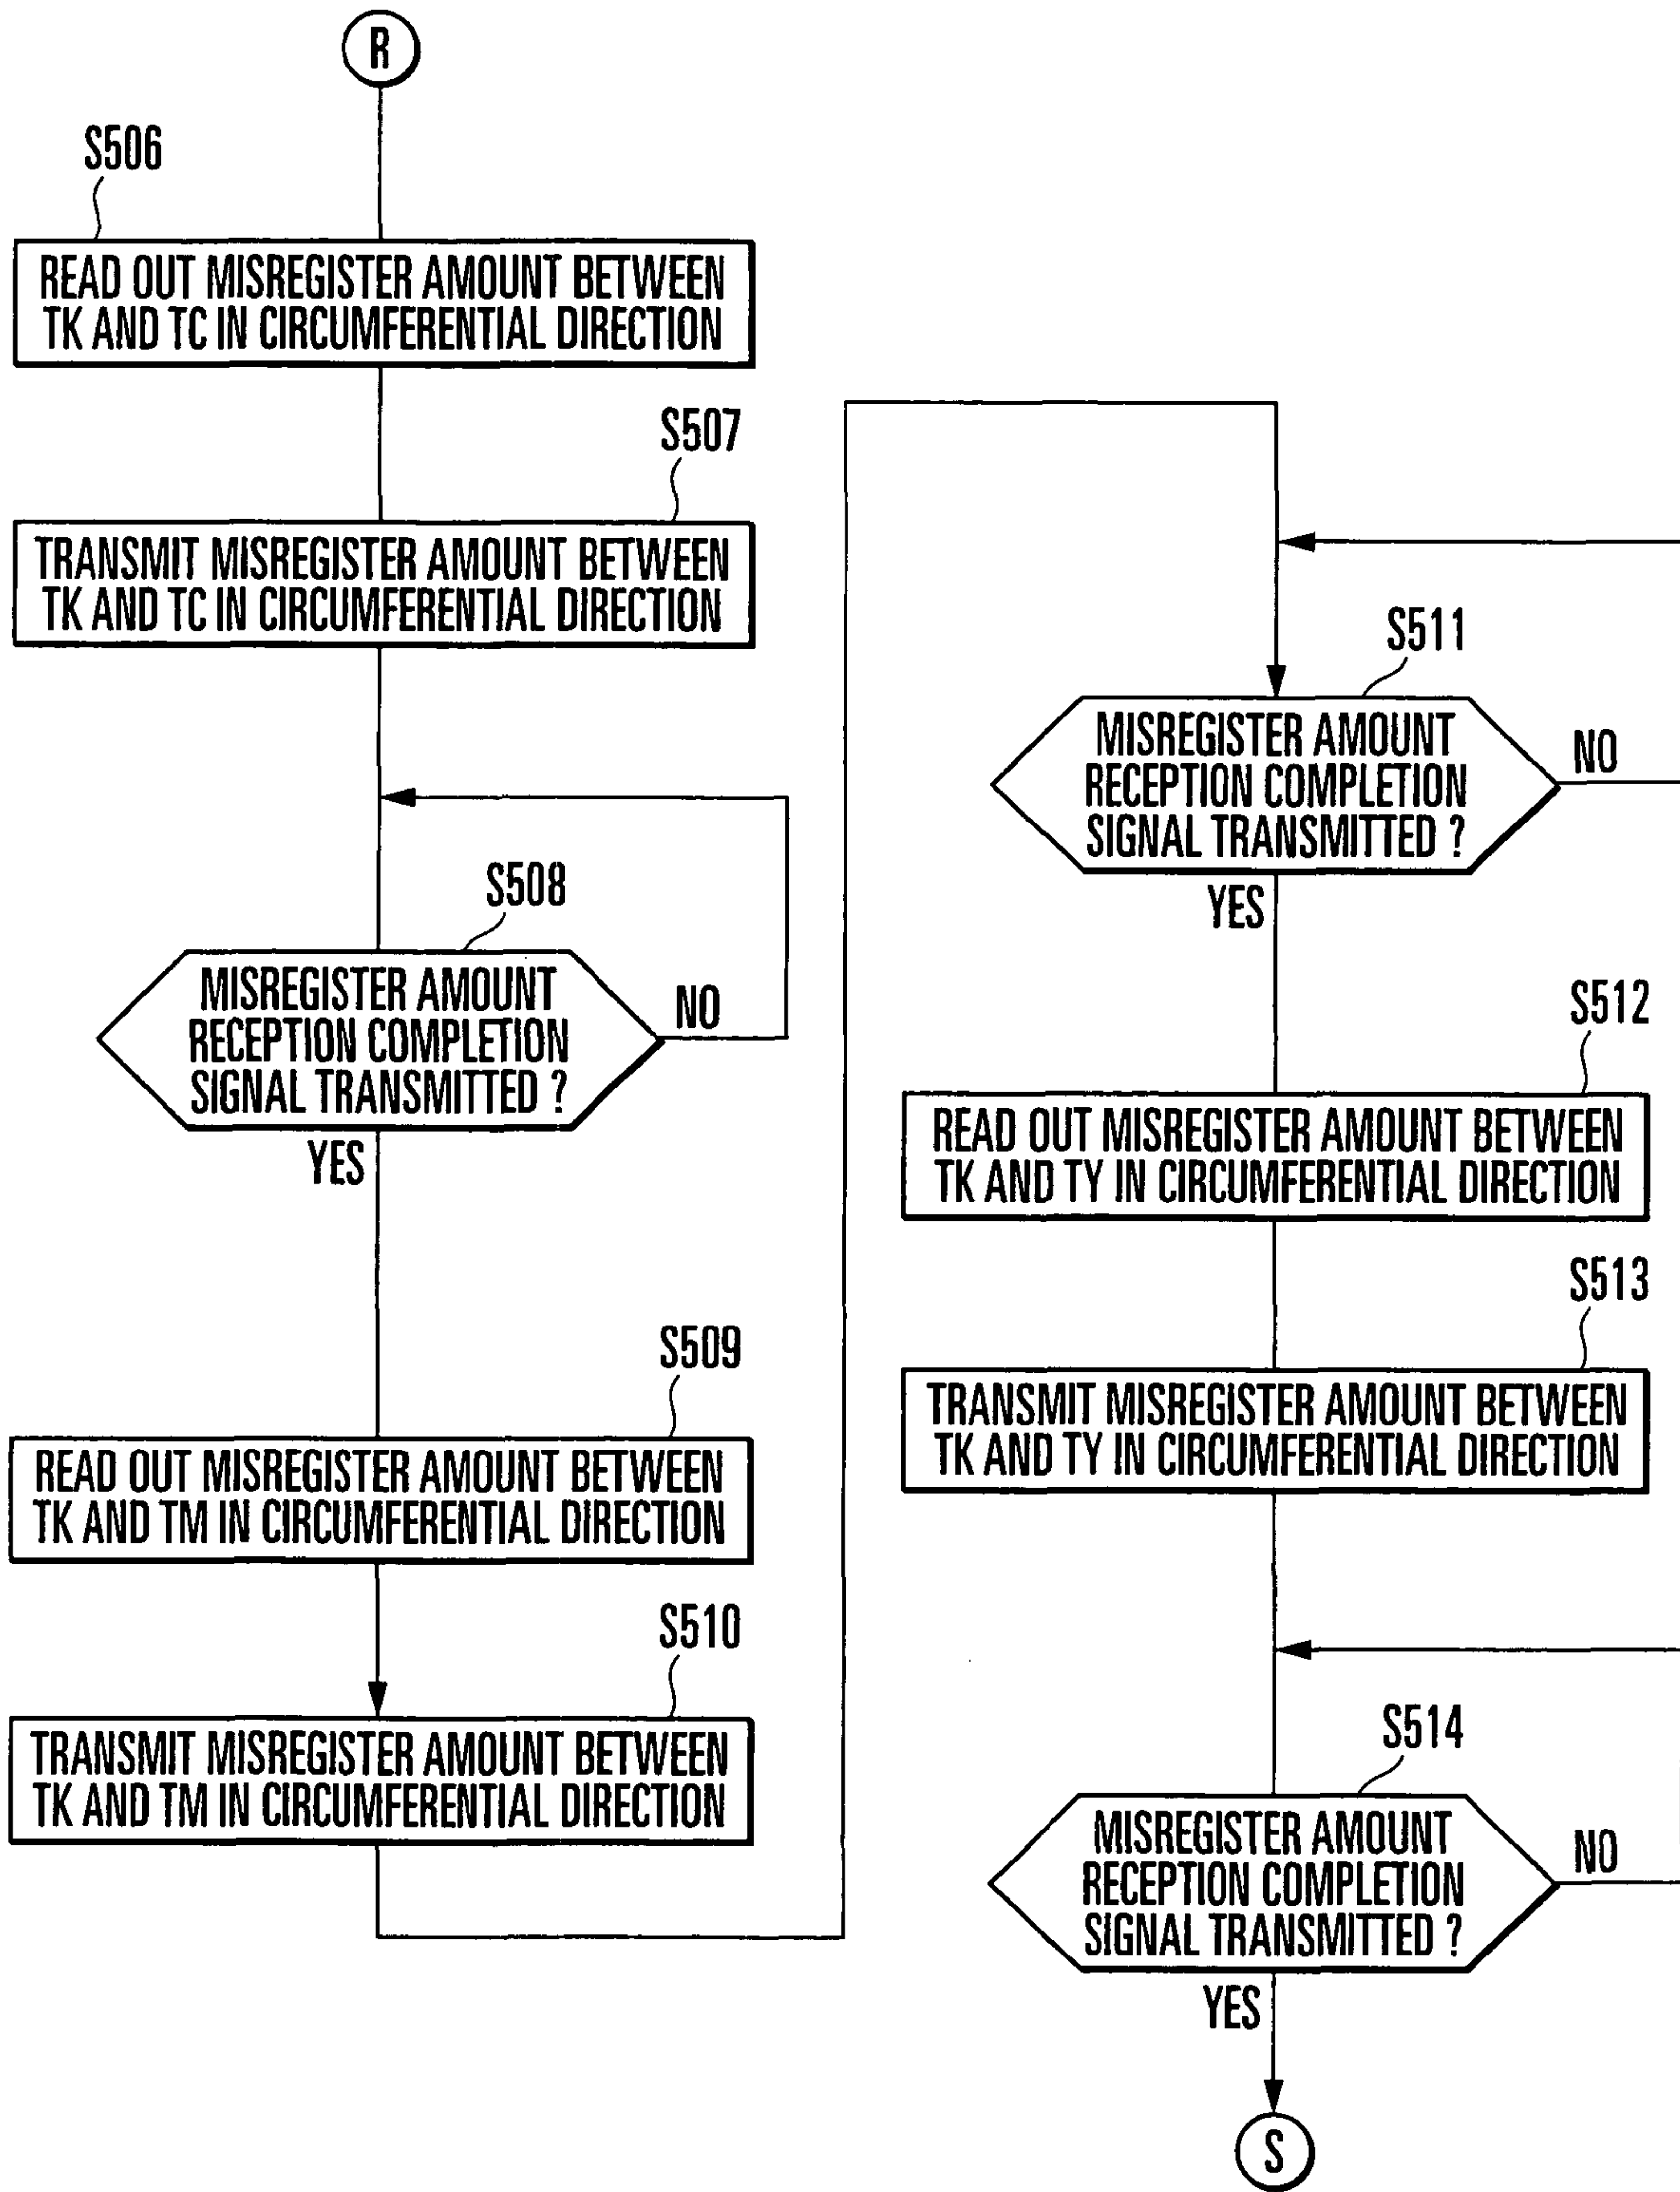 R
S506
READ OUT MISREGISTER AMOUNT BETWEEN
TK AND TC IN CIRCUMFERENTIAL DIRECTION
S507
TRANSMIT MISREGISTER AMOUNT BETWEEN
TK AND TC IN CIRCUMFERENTIAL DIRECTION
S508
MISREGISTER AMOUNT
RECEPTION COMPLETION
SIGNAL TRANSMITTED ?
NO
YES
S509
READ OUT MISREGISTER AMOUNT BETWEEN
TK AND TM IN CIRCUMFERENTIAL DIRECTION
S510
TRANSMIT MISREGISTER AMOUNT BETWEEN
TK AND TM IN CIRCUMFERENTIAL DIRECTION
S511
MISREGISTER AMOUNT
RECEPTION COMPLETION
SIGNAL TRANSMITTED ?
NO
YES
S512
READ OUT MISREGISTER AMOUNT BETWEEN
TK AND TY IN CIRCUMFERENTIAL DIRECTION
S513
TRANSMIT MISREGISTER AMOUNT BETWEEN
TK AND TY IN CIRCUMFERENTIAL DIRECTION
S514
MISREGISTER AMOUNT
RECEPTION COMPLETION
SIGNAL TRANSMITTED ?
NO
YES
S